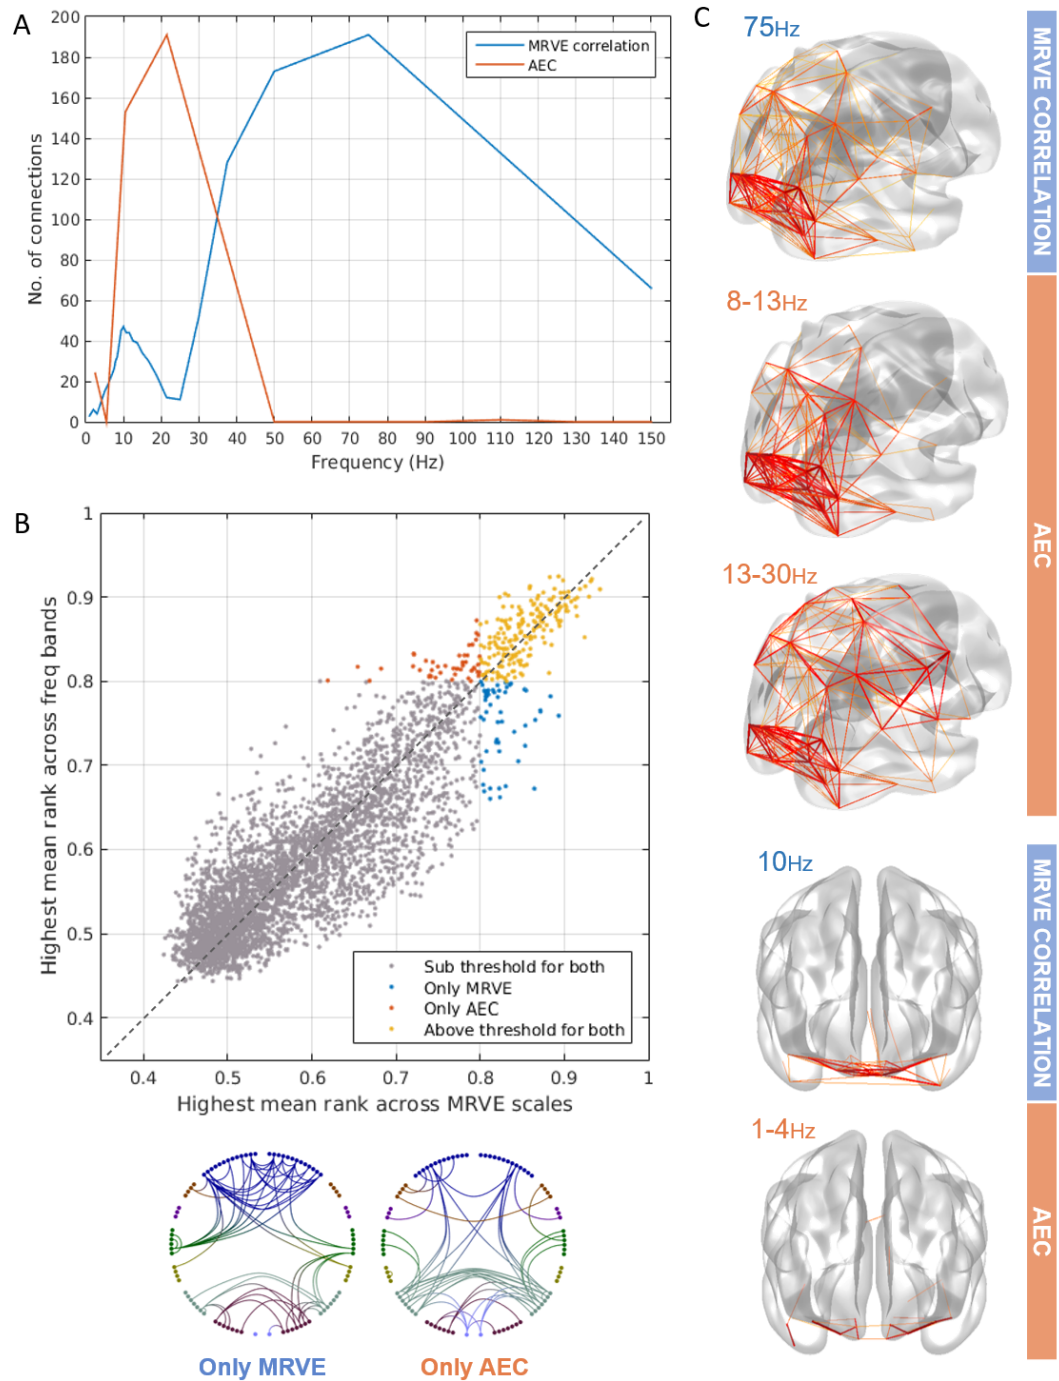 A
200
180
160
140
120
100
80
60
40
20
0
No. of connections
MRVE correlation
AEC
0 10 20 30 40 50 60 70 80 90 100 110 120 130 140 150
Frequency (Hz)
B
1
0.9
0.8
0.7
0.6
0.5
0.4
Highest mean rank across freq bands
Sub threshold for both
Only MRVE
Only AEC
Above threshold for both
0.4 0.5 0.6 0.7 0.8 0.9 1
Highest mean rank across MRVE scales
Only MRVE
Only AEC
C
75Hz
MRVE CORRELATION
8-13Hz
AEC
13-30Hz
10Hz
MRVE CORRELATION
1-4Hz
AEC